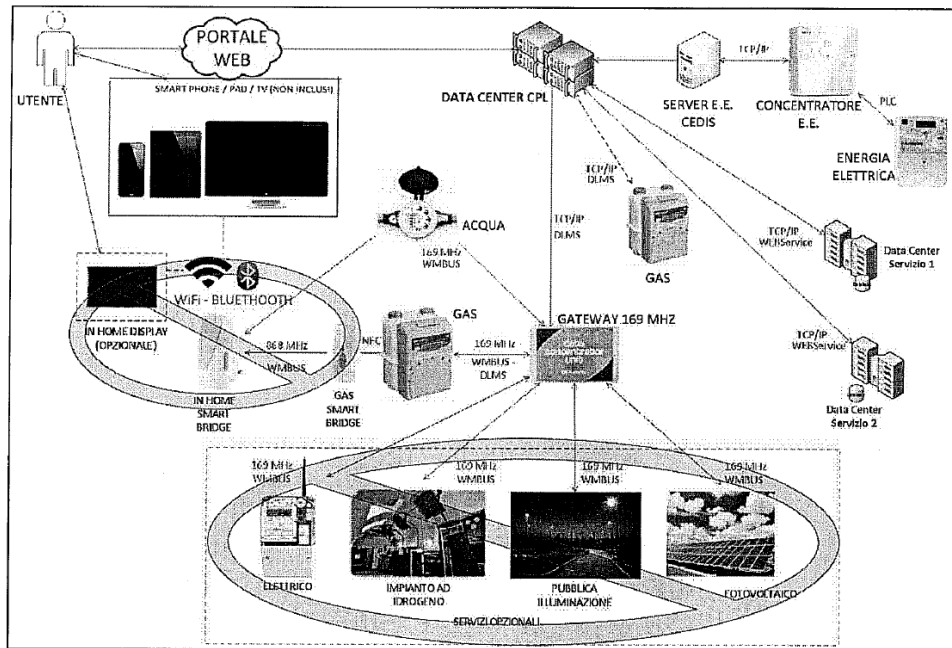 PORTALE
WEB
UTENTE
SMART PHONE / PAD / TV (NON INCLUSI)
DATA CENTER CPL
TCP/IP
SERVER E.E.
CEDIS
CONCENTRATORE
E.E.
PLC
ENERGIA
ELETTRICA
TCP/IP
DLMS
GAS
TCP/IP -
DLMS
TCP/IP
WEBService
Data Center
Servizio 1
ACQUA
169 MHz
WMBUS
WiFi - BLUETHOOTH
IN HOME DISPLAY
(OPZIONALE)
868 MHz
WMBUS
NFC
GAS
169 MHz
WMBUS -
DLMS
GATEWAY 169 MHZ
TCP/IP
WEBService
Data Center
Servizio 2
IN HOME
SMART
BRIDGE
GAS
SMART
BRIDGE
169 MHz
WMBUS
169 MHz
WMBUS
169 MHz
WMBUS
169 MHz
WMBUS
ELETTRICO
IMPIANTO AD
IDROGENO
PUBBLICA
ILLUMINAZIONE
FOTOVOLTAICO
SERVIZI OPZIONALI